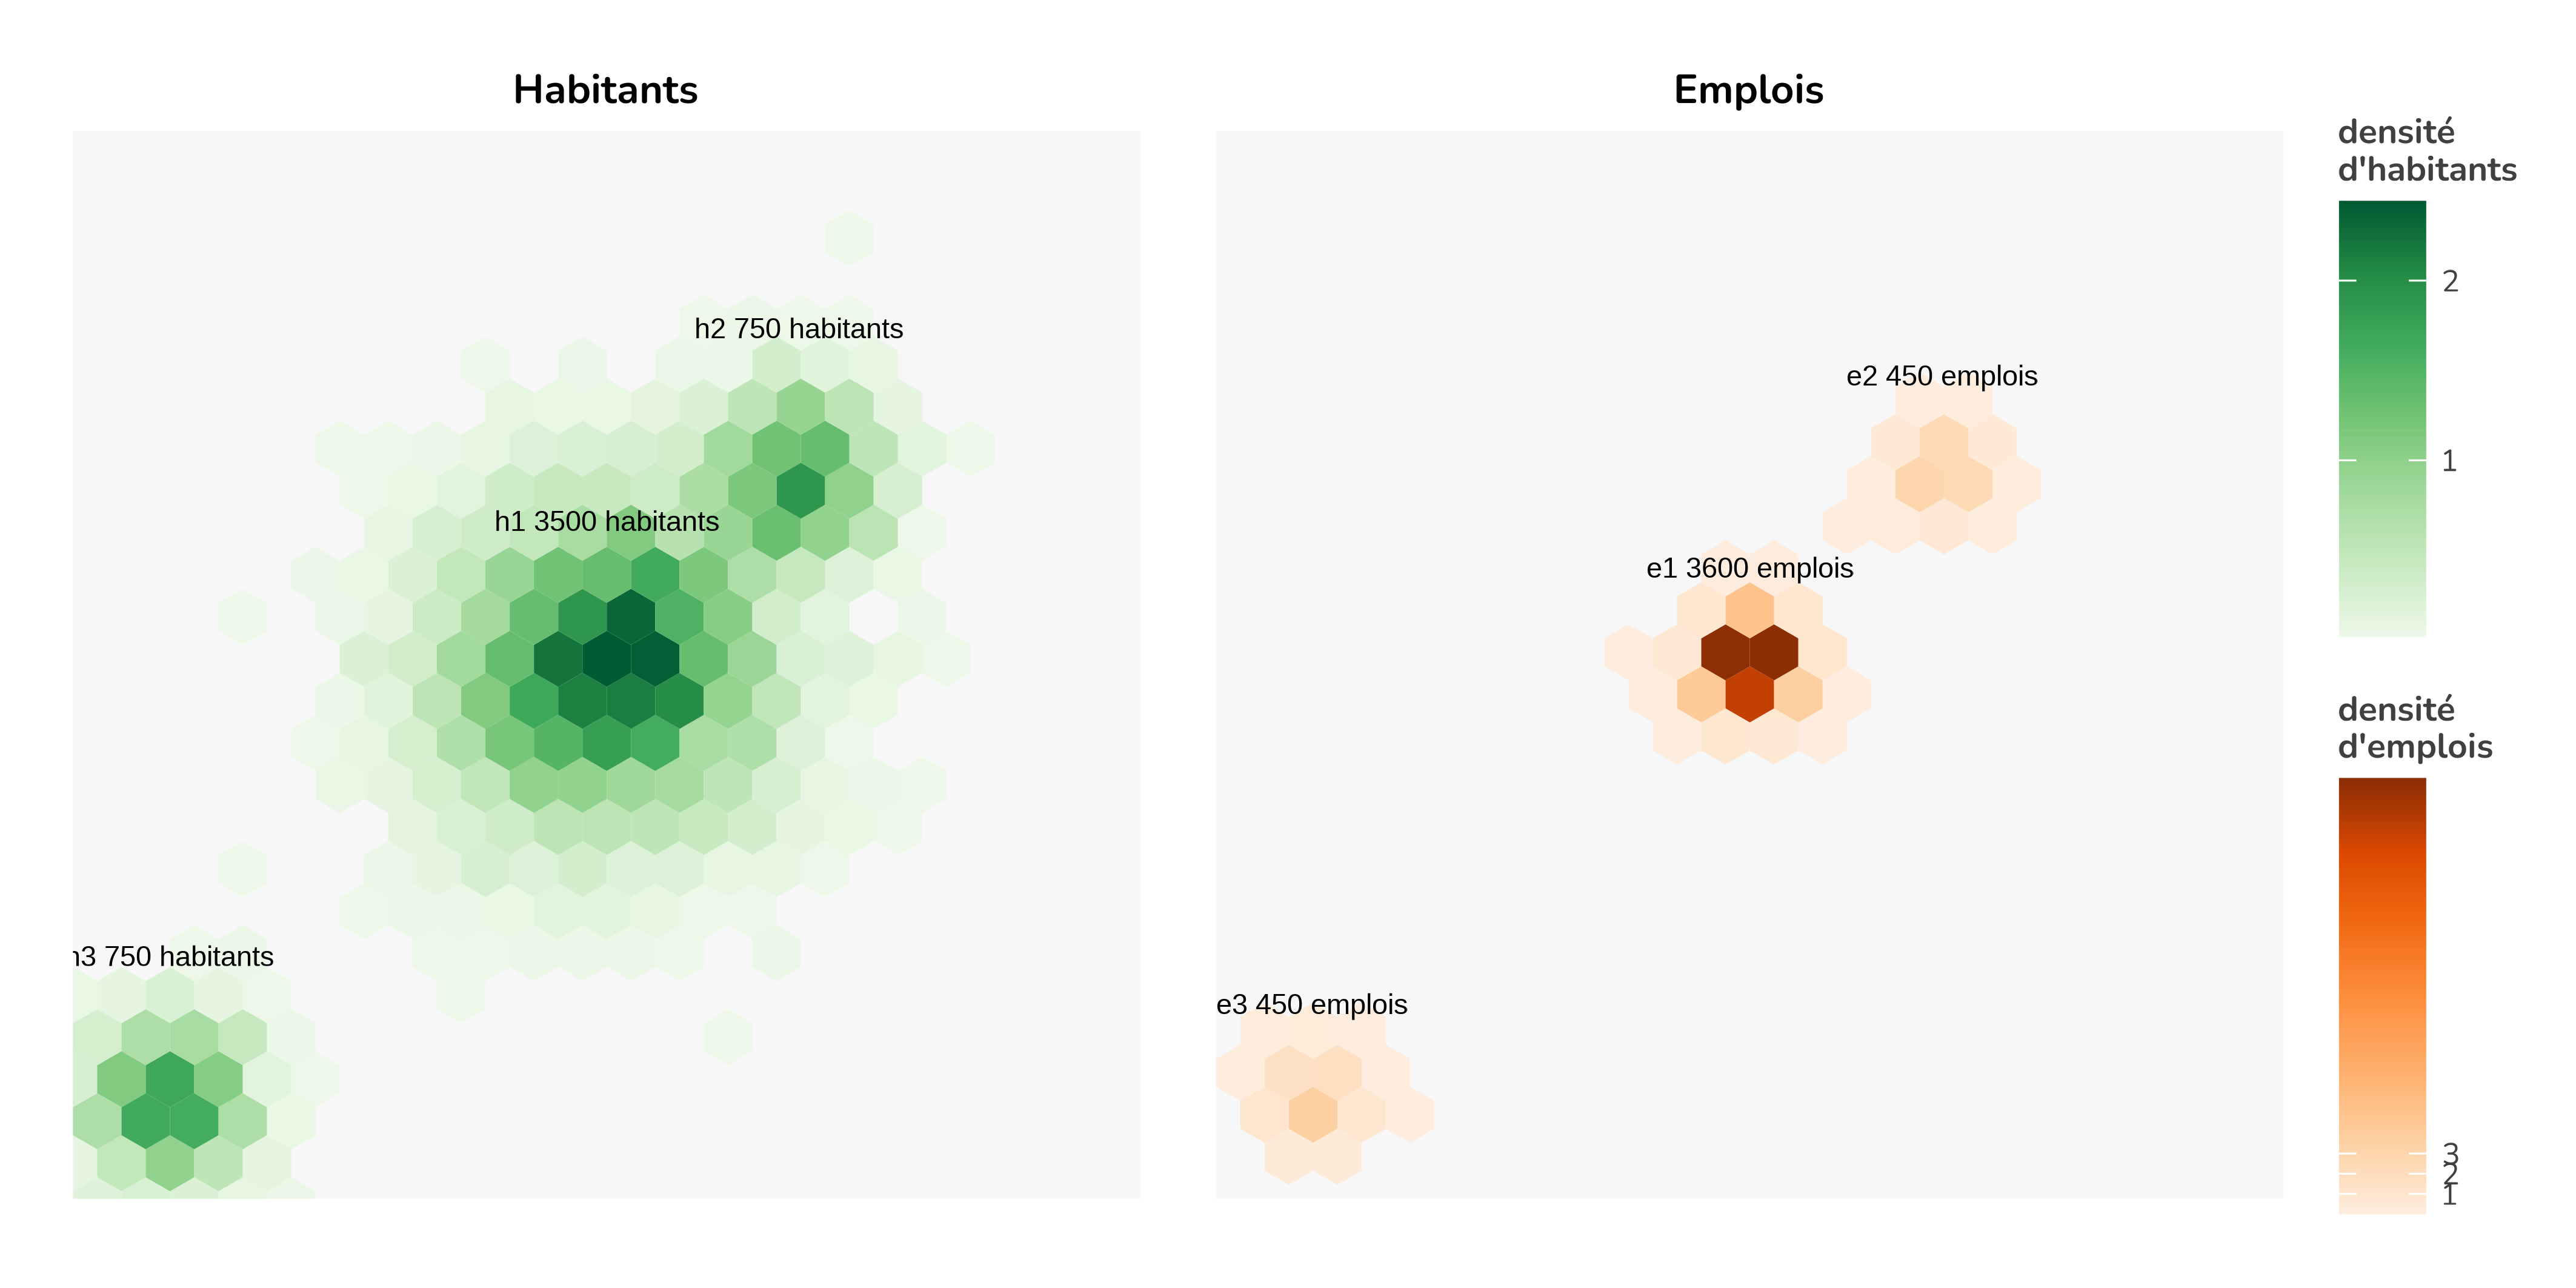 Habitants
Emplois
h2 750 habitants
h1 3500 habitants
h3 750 habitants
e2 450 emplois
e1 3600 emplois
e3 450 emplois
densité
d'habitants
2
1
densité
d'emplois
3
2
1